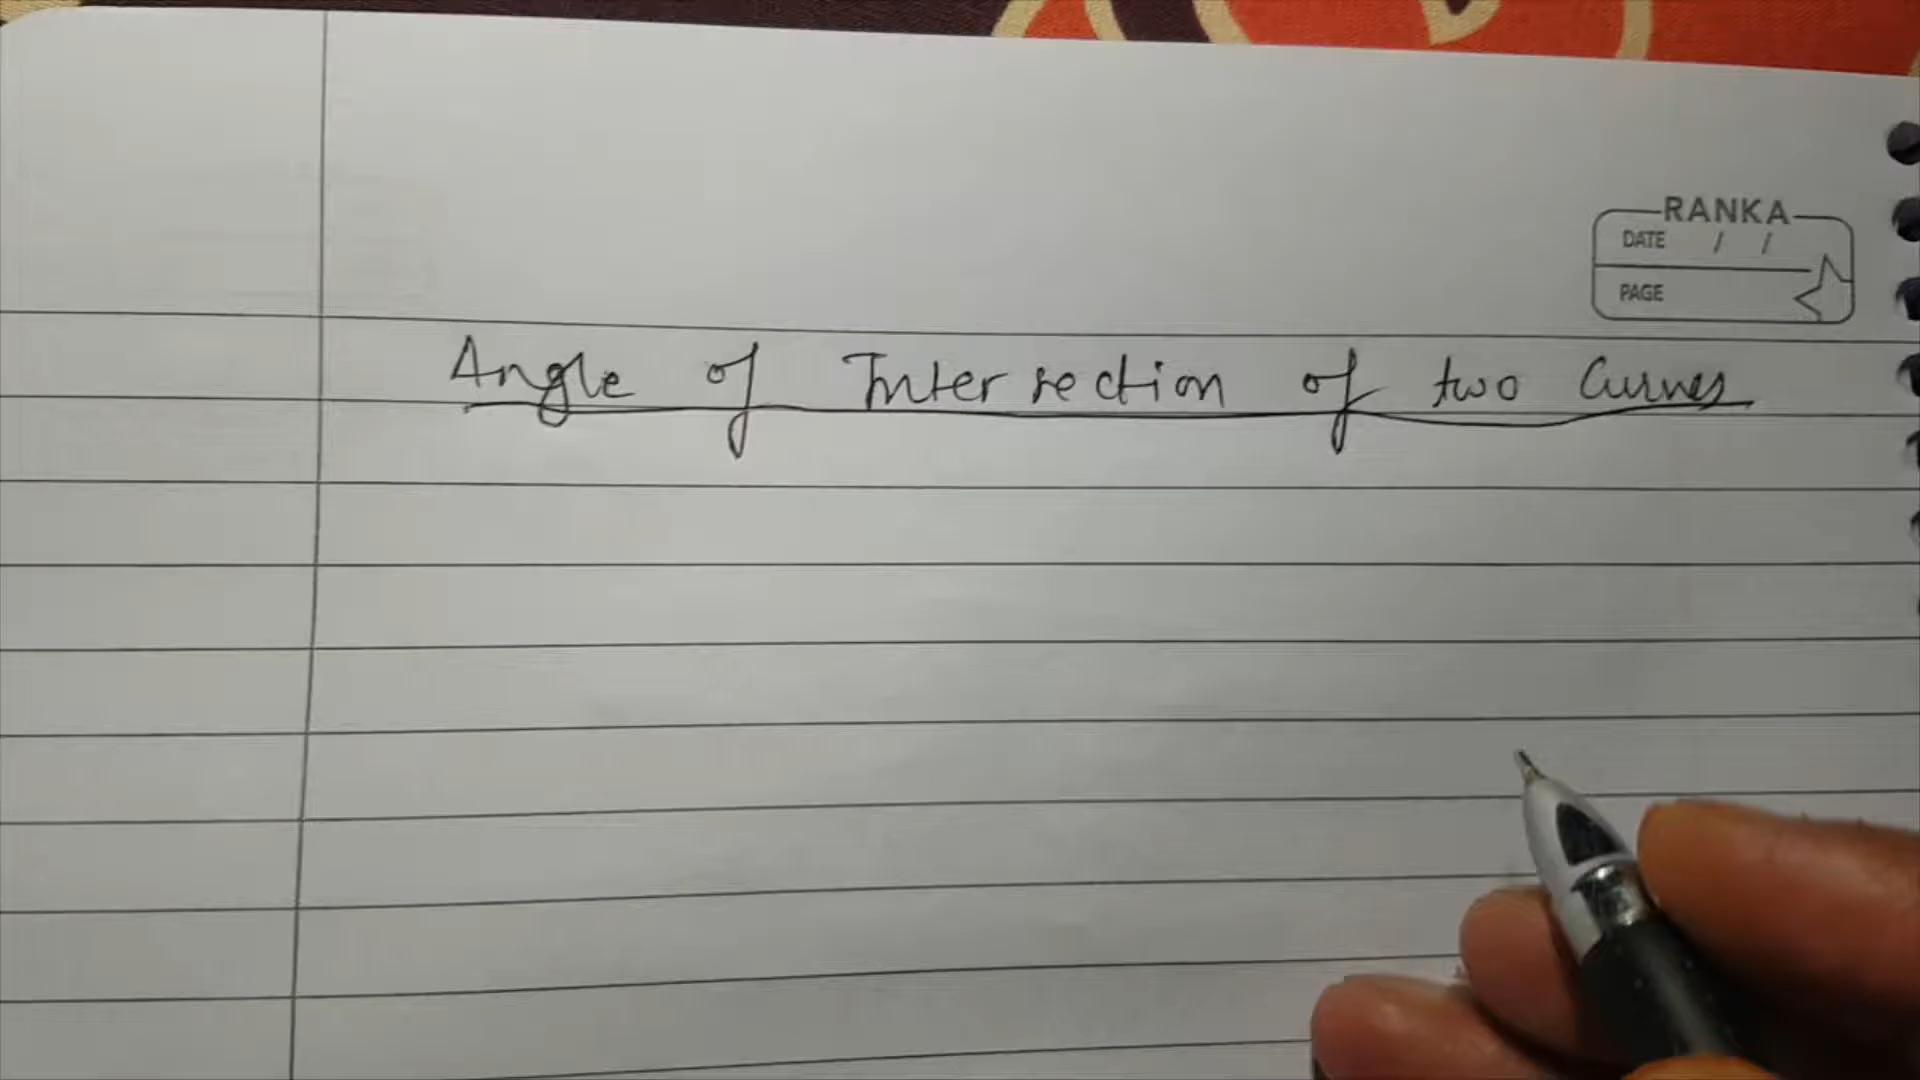 RANKA
DATE / /
PAGE
Angle of Intersection of two Curves